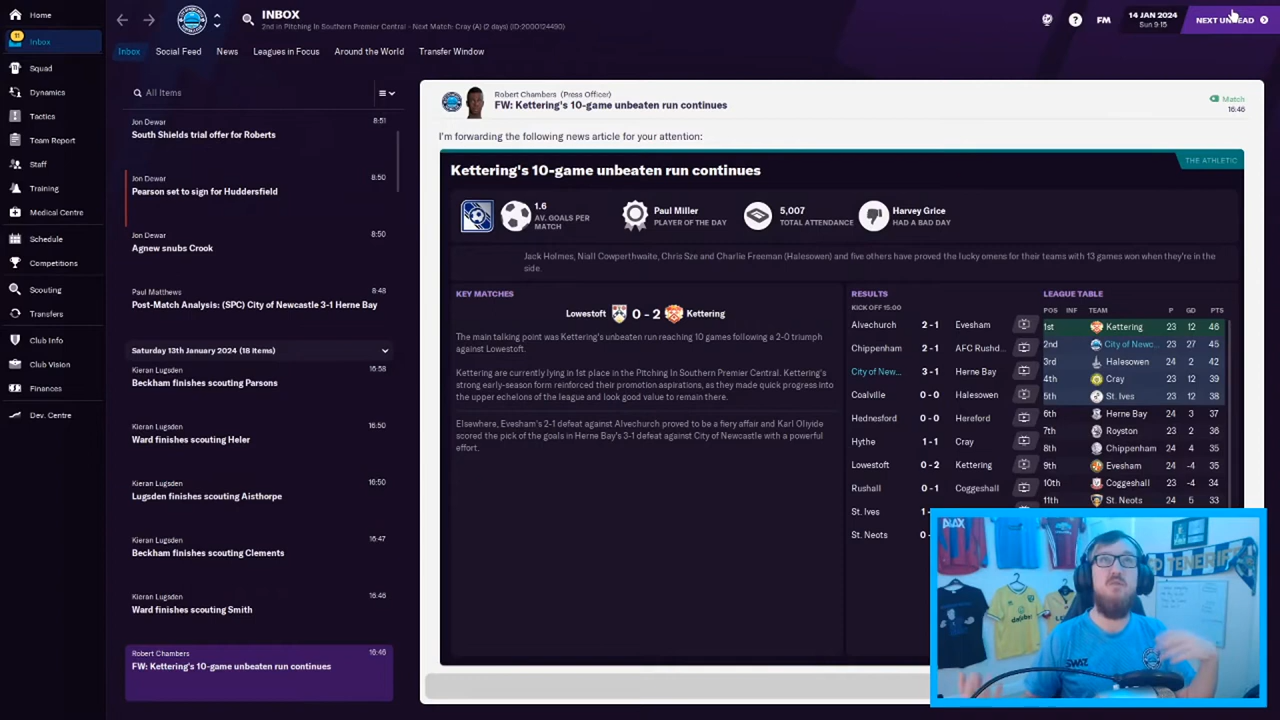 Home
11
Inbox
Squad
Dynamics
Tactics
Team Report
Staff
Training
Medical Centre
Schedule
Competitions
Scouting
Transfers
Club Info
Club Vision
Finances
Dev. Centre
INBOX
2nd in Pitching In Southern Premier Central - Next Match: Cray (A) (2 days) (ID:2000124490)
?
FM
14 JAN 2024
Sun 9:15
NEXT UNREAD
Inbox
Social Feed
News
Leagues in Focus
Around the World
Transfer Window
All Items
Jon Dewar 8:51
South Shields trial offer for Roberts
Jon Dewar 8:50
Pearson set to sign for Huddersfield
Jon Dewar 8:50
Agnew snubs Crook
Paul Matthews 8:48
Post-Match Analysis: (SPC) City of Newcastle 3-1 Herne Bay
Saturday 13th January 2024 (18 items)
Kieran Lugsden 16:58
Beckham finishes scouting Parsons
Kieran Lugsden 16:50
Ward finishes scouting Heler
Kieran Lugsden 16:50
Lugsden finishes scouting Aisthorpe
Kieran Lugsden 16:47
Beckham finishes scouting Clements
Kieran Lugsden 16:46
Ward finishes scouting Smith
Robert Chambers 16:46
FW: Kettering's 10-game unbeaten run continues
Robert Chambers (Press Officer)
FW: Kettering's 10-game unbeaten run continues
Match
16:46
I'm forwarding the following news article for your attention:
THE ATHLETIC
Kettering's 10-game unbeaten run continues
1.6
AV. GOALS PER
MATCH
Paul Miller
PLAYER OF THE DAY
5,007
TOTAL ATTENDANCE
Harvey Grice
HAD A BAD DAY
Jack Holmes, Niall Cowperthwaite, Chris Sze and Charlie Freeman (Halesowen) and five others have proved the lucky omens for their teams with 13 games won when they're in the
side.
KEY MATCHES
Lowestoft 0 - 2 Kettering
The main talking point was Kettering's unbeaten run reaching 10 games following a 2-0 triumph
against Lowestoft.
Kettering are currently lying in 1st place in the Pitching In Southern Premier Central. Kettering's
strong early-season form reinforced their promotion aspirations, as they made quick progress into
the upper echelons of the league and look good value to remain there.
Elsewhere, Evesham's 2-1 defeat against Alvechurch proved to be a fiery affair and Karl Oliyide
scored the pick of the goals in Herne Bay's 3-1 defeat against City of Newcastle with a powerful
effort.
RESULTS
KICK OFF 15:00
Alvechurch 2 - 1 Evesham
Chippenham 2 - 1 AFC Rushd...
City of New... 3 - 1 Herne Bay
Coalville 0 - 0 Halesowen
Hednesford 0 - 0 Hereford
Hythe 1 - 1 Cray
Lowestoft 0 - 2 Kettering
Rushall 0 - 1 Coggeshall
St. Ives 1 -
St. Neots 0 -
LEAGUE TABLE
POS INF TEAM P GD PTS
1st Kettering 23 12 46
2nd City of Newc... 23 27 45
3rd Halesowen 24 2 42
4th Cray 23 12 39
5th St. Ives 23 12 38
6th Herne Bay 24 3 37
7th Royston 23 2 36
8th Chippenham 24 4 35
9th Evesham 24 -4 35
10th Coggeshall 23 -4 34
11th St. Neots 24 5 33